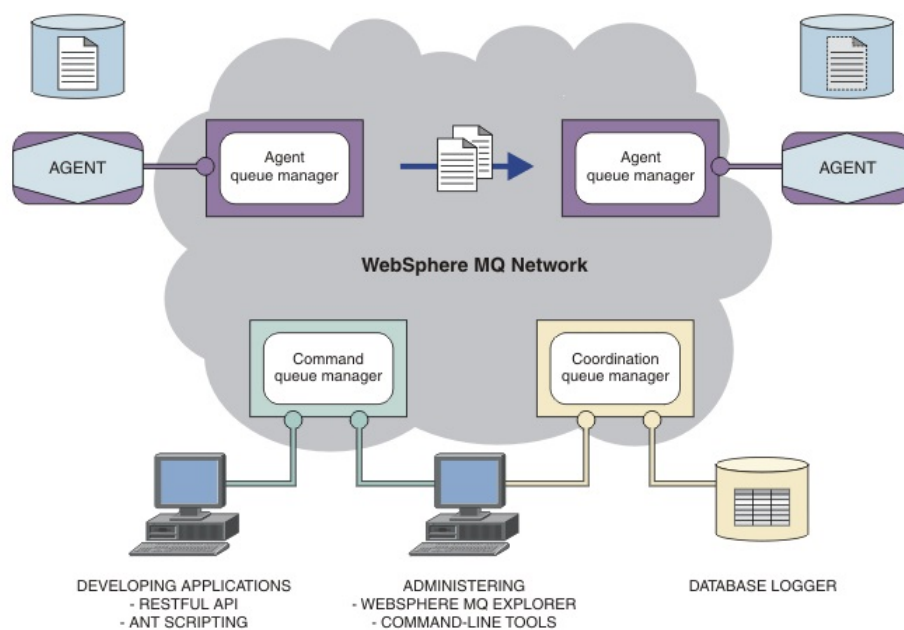 AGENT
Agent
queue manager
Agent
queue manager
AGENT
WebSphere MQ Network
Command
queue manager
Coordination
queue manager
DEVELOPING APPLICATIONS
- RESTFUL API
- ANT SCRIPTING
ADMINISTERING
- WEBSPHERE MQ EXPLORER
- COMMAND-LINE TOOLS
DATABASE LOGGER